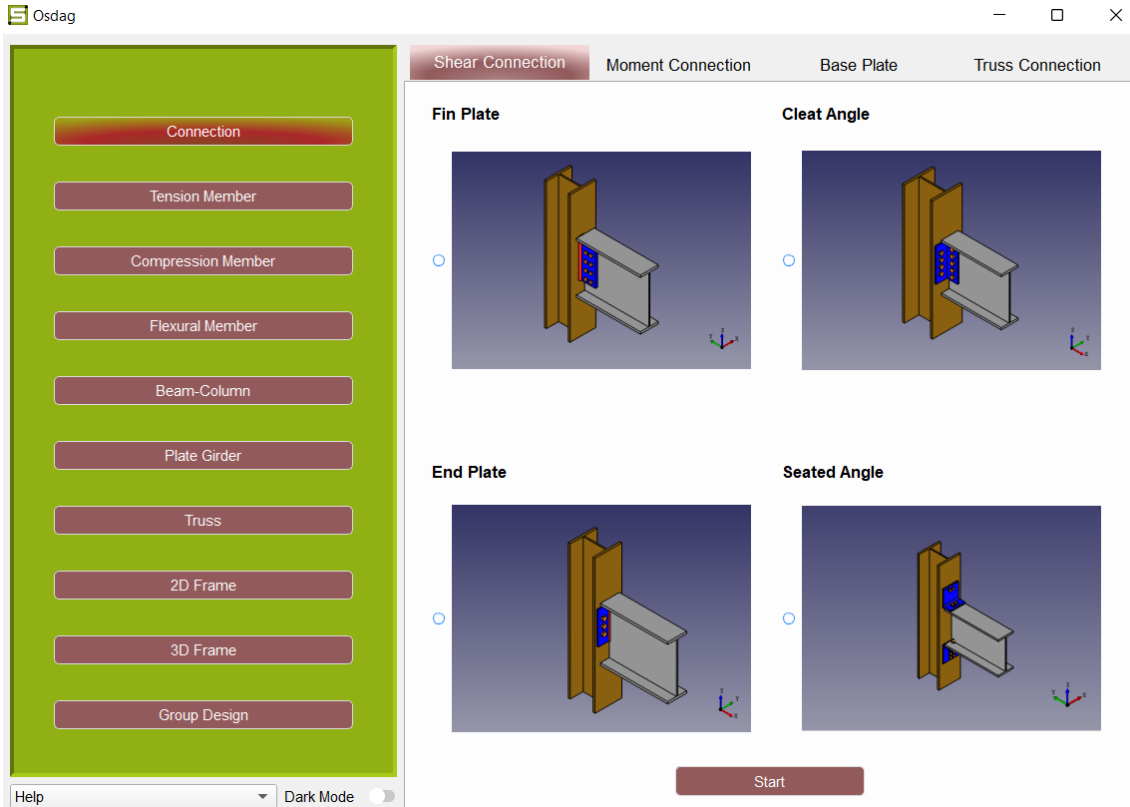 Osdag
Connection
Tension Member
Compression Member
Flexural Member
Beam-Column
Plate Girder
Truss
2D Frame
3D Frame
Group Design
Help
Dark Mode
Shear Connection
Moment Connection
Base Plate
Truss Connection
Fin Plate
Cleat Angle
End Plate
Seated Angle
Start